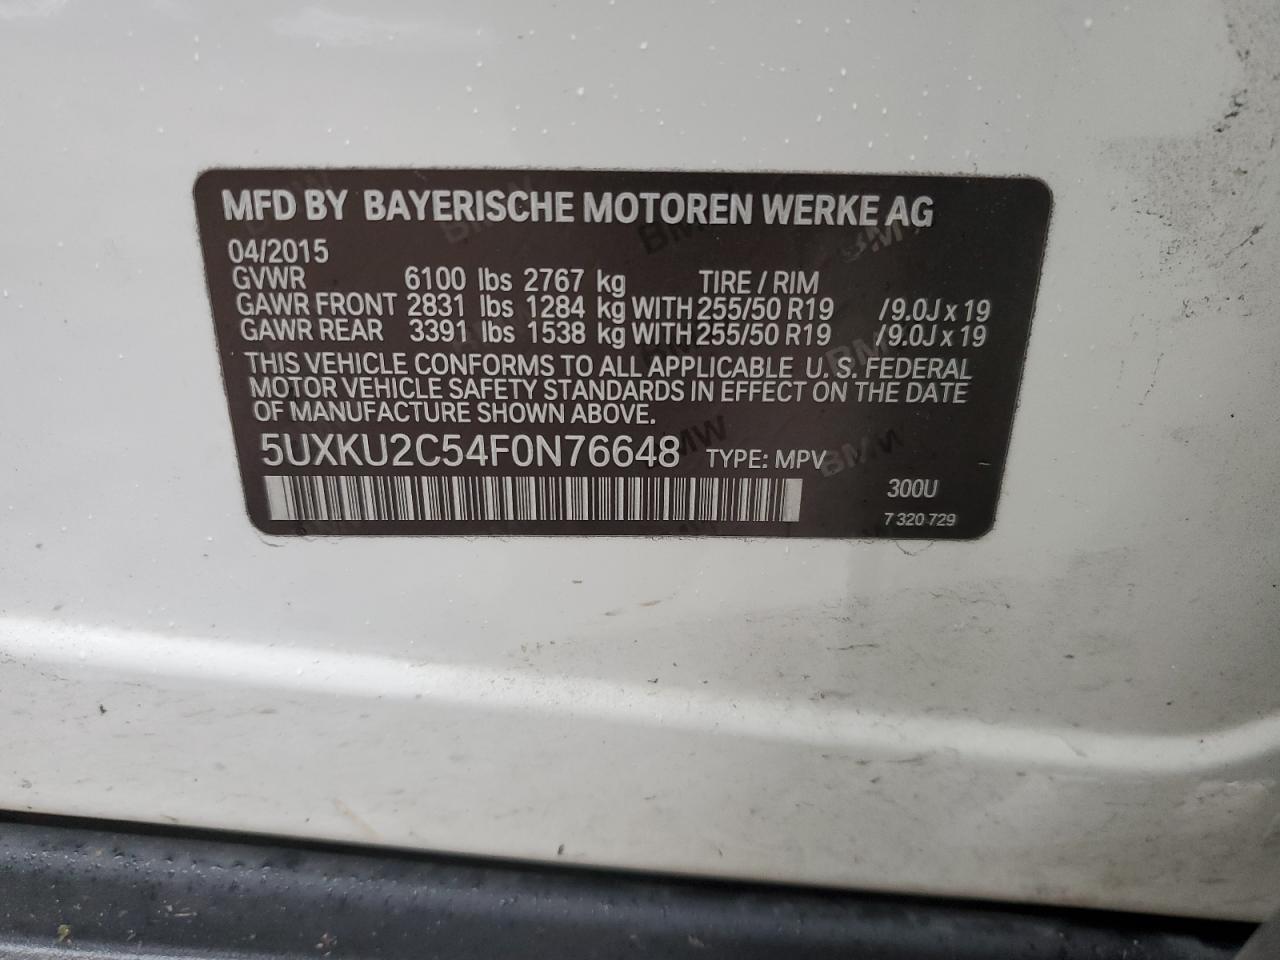 MFD BY BAYERISCHE MOTOREN WERKE AG
04/2015
GVWR 6100 lbs 2767 kg TIRE / RIM
GAWR FRONT 2831 lbs 1284 kg WITH 255/50 R19 /9.0J x 19
GAWR REAR 3391 lbs 1538 kg WITH 255/50 R19 /9.0J x 19
THIS VEHICLE CONFORMS TO ALL APPLICABLE U. S. FEDERAL
MOTOR VEHICLE SAFETY STANDARDS IN EFFECT ON THE DATE
OF MANUFACTURE SHOWN ABOVE.
5UXKU2C54F0N76648 TYPE: MPV
300U
7 320 729